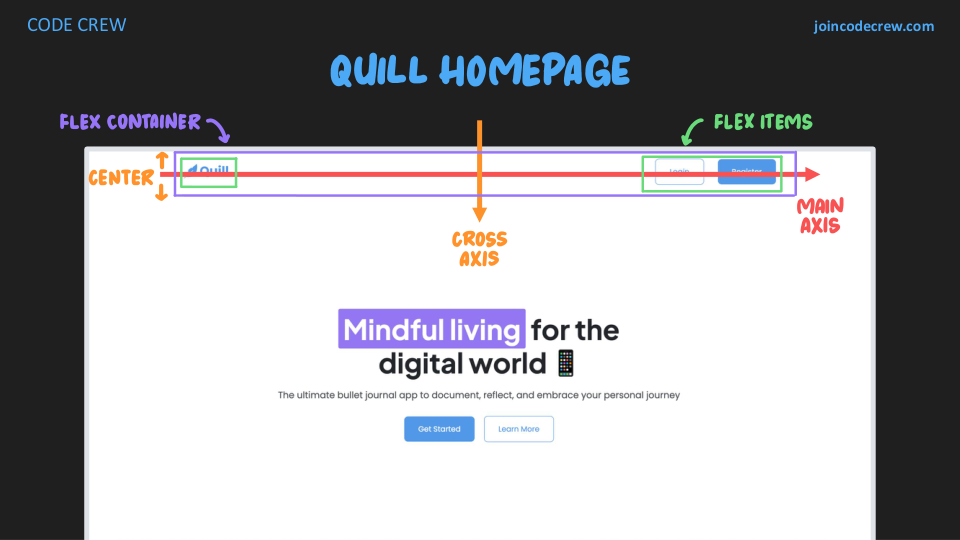 CODE CREW
joincodecrew.com
QUILL HOMEPAGE
FLEX CONTAINER
FLEX ITEMS
CENTER
Quill
Login
Register
MAIN
AXIS
CROSS
AXIS
Mindful living for the
digital world
The ultimate bullet journal app to document, reflect, and embrace your personal journey
Get Started
Learn More